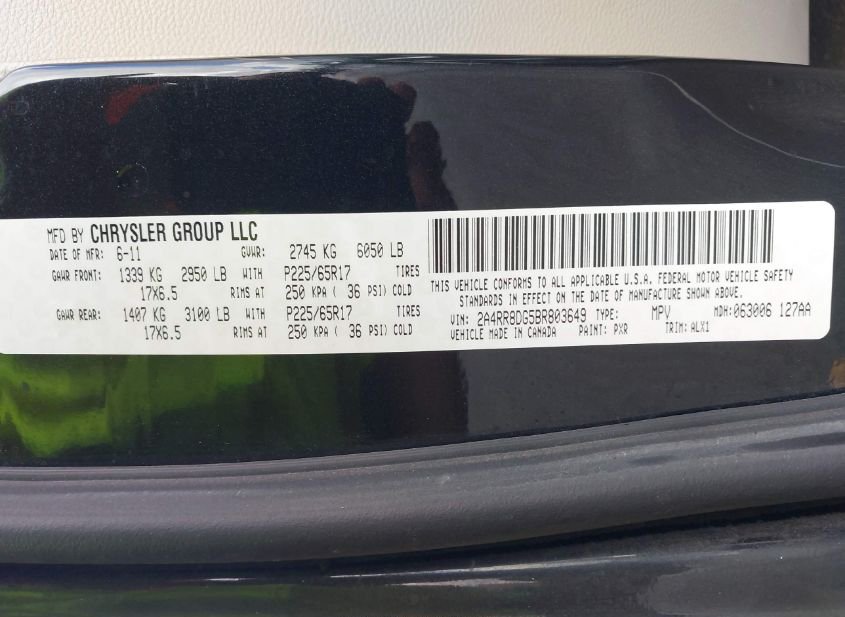 MFD BY CHRYSLER GROUP LLC
DATE OF MFR: 6-11 GVWR: 2745 KG 6050 LB
GAWR FRONT: 1339 KG 2950 LB WITH P225/65R17 TIRES
17X6.5 RIMS AT 250 KPA ( 36 PSI) COLD
GAWR REAR: 1407 KG 3100 LB WITH P225/65R17 TIRES
17X6.5 RIMS AT 250 KPA ( 36 PSI) COLD
THIS VEHICLE CONFORMS TO ALL APPLICABLE U.S.A. FEDERAL MOTOR VEHICLE SAFETY
STANDARDS IN EFFECT ON THE DATE OF MANUFACTURE SHOWN ABOVE.
VIN: 2A4RR8DG5BR803649 TYPE: MPV MDH: 063006 127AA
VEHICLE MADE IN CANADA PAINT: PXR TRIM: ALX1